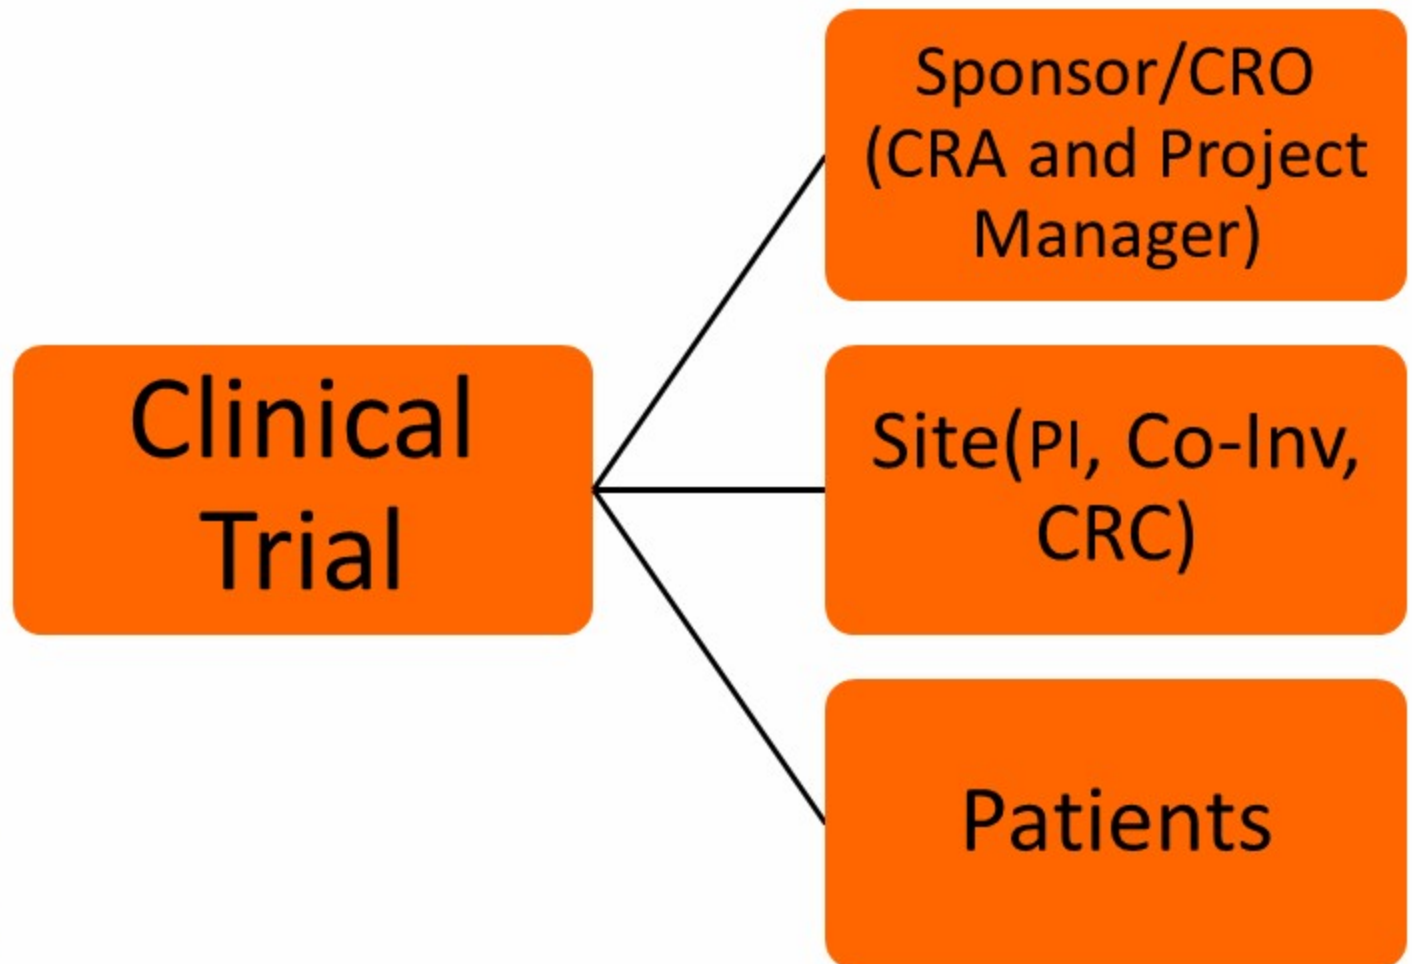 Clinical
Trial
Sponsor/CRO
(CRA and Project
Manager)
Site(PI, Co-Inv,
CRC)
Patients